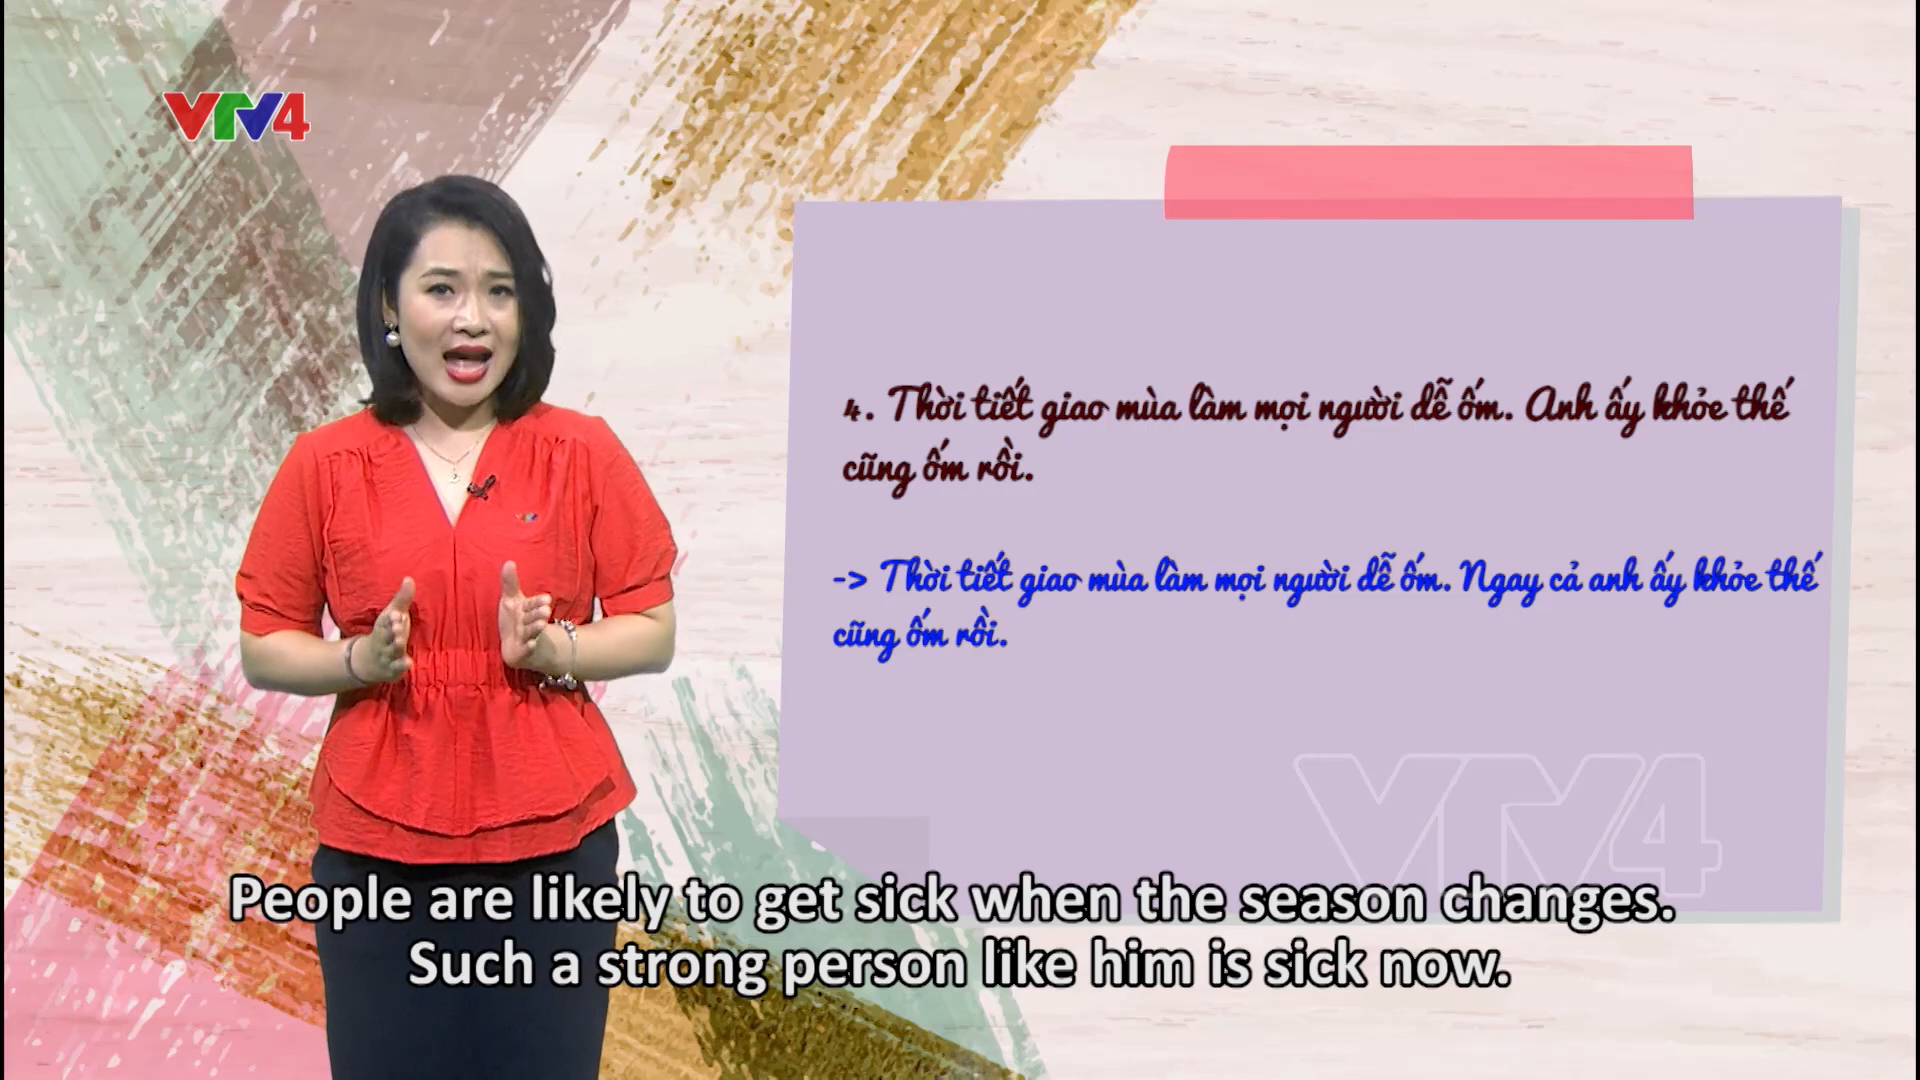 VTV4
4. Thời tiết giao mùa làm mọi người dễ ốm. Anh ấy khỏe thế
cũng ốm rồi.
-> Thời tiết giao mùa làm mọi người dễ ốm. Ngay cả anh ấy khỏe thế
cũng ốm rồi.
VTV4
People are likely to get sick when the season changes.
Such a strong person like him is sick now.